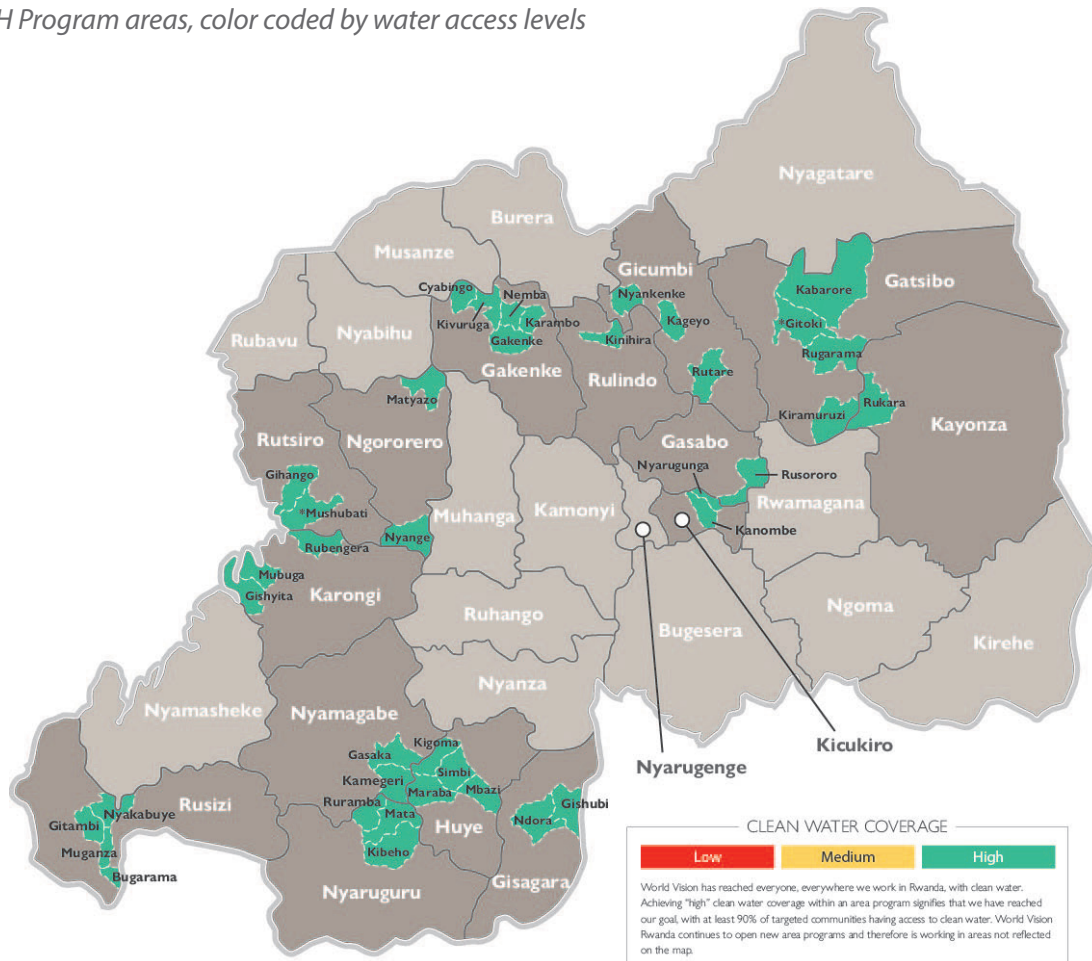 H Program areas, color coded by water access levels
Nyagatare
Burera
Musanze
Gicumbi
Gatsibo
Cyabingo
Nemba
Nyankenke
Kabarore
Kivuruga
Karambo
Kageyo
*Gitoki
Nyabihu
Rubavu
Gakenke
Kinihira
Rugarama
Gakenke
Rulindo
Rutare
Matyazo
Kiramuruzi
Rukara
Kayonza
Rutsiro
Ngororero
Gasabo
Nyarugunga
Rusororo
Gihango
Rwamagana
*Mushubati
Muhanga
Kamonyi
Nyange
Kanombe
Rubengera
Mubuga
Gishyita
Karongi
Ngoma
Ruhango
Bugesera
Kirehe
Nyanza
Nyamasheke
Nyamagabe
Kicukiro
Nyarugenge
Kigoma
Gasaka
Simbi
Kamegeri
Mbazi
Maraba
Gishubi
Ruramba
Mata
Ndora
Rusizi
Nyakabuye
Gitambi
Huye
Muganza
Kibeho
Bugarama
Gisagara
Nyaruguru
CLEAN WATER COVERAGE
Low Medium High
World Vision has reached everyone, everywhere we work in Rwanda, with clean water.
Achieving "high" clean water coverage within an area program signifies that we have reached
our goal, with at least 90% of targeted communities having access to clean water. World Vision
Rwanda continues to open new area programs and therefore is working in areas not reflected
on the map.